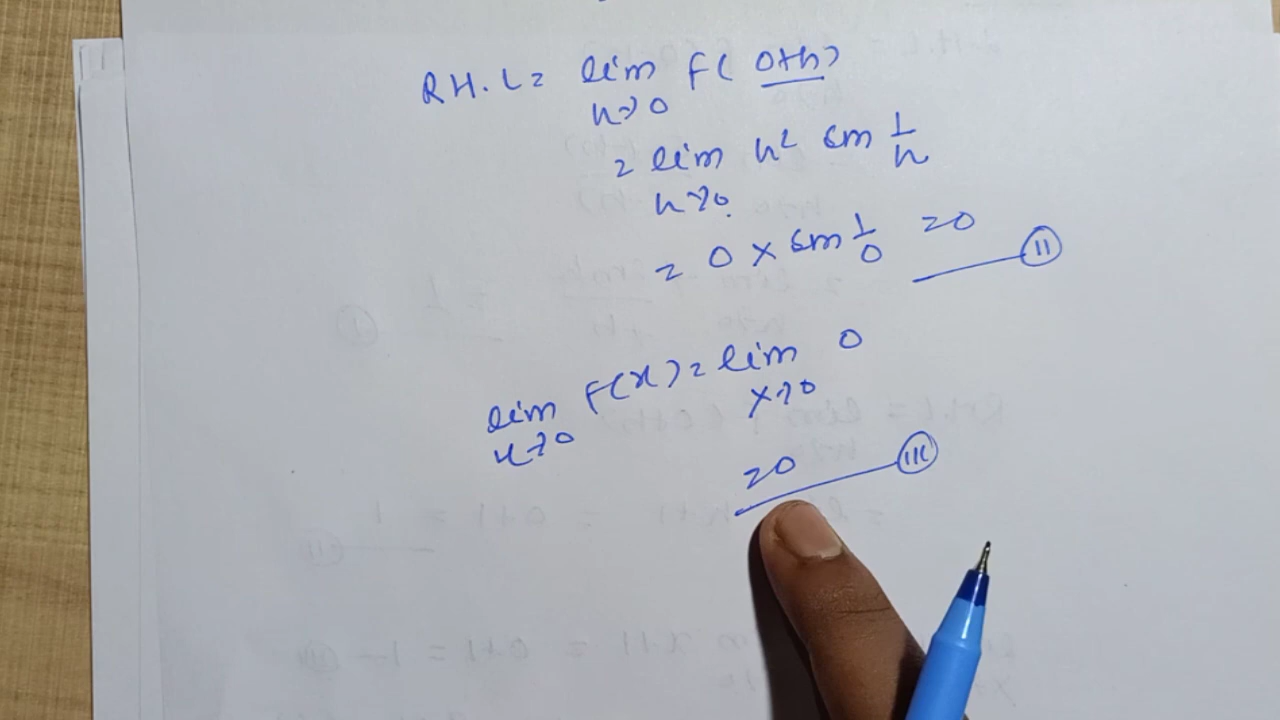 R.H.L = lim f(0+h)
h→0
= lim h² sin 1/h
h→0
= 0 × sin 1/0 = 0 — II
lim f(x) = lim 0
x→0 x→0
= 0 — III